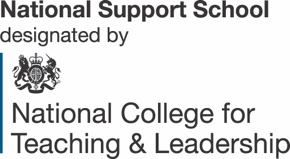 National Support School
designated by
National College for
Teaching & Leadership